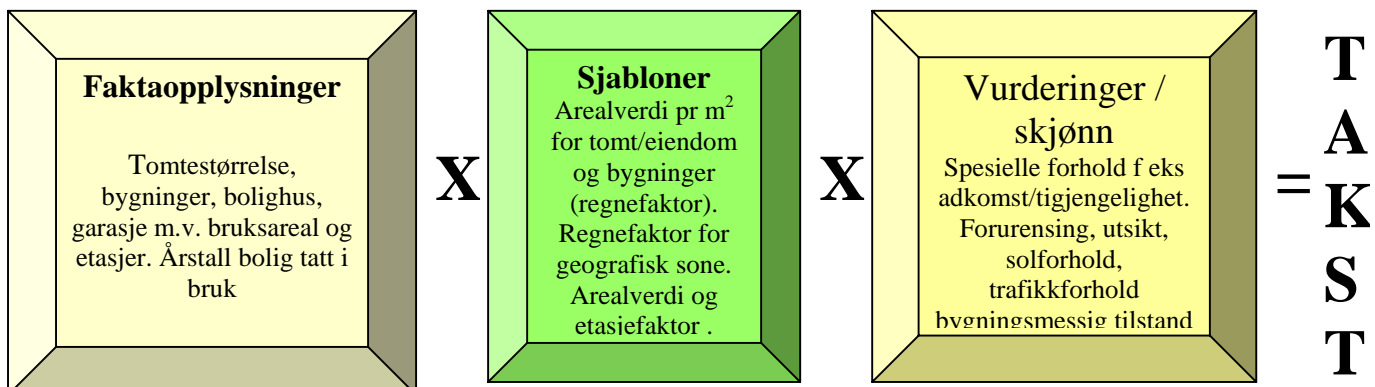 Faktaopplysninger
Tomtestørrelse,
bygninger, bolighus,
garasje m.v. bruksareal og
etasjer. Årstall bolig tatt i
bruk
X
Sjabloner
Arealverdi pr m²
for tomt/eiendom
og bygninger
(regnefaktor).
Regnefaktor for
geografisk sone.
Arealverdi og
etasjefaktor .
X
Vurderinger /
skjønn
Spesielle forhold f eks
adkomst/tigjengelighet.
Forurensing, utsikt,
solforhold,
trafikkforhold
bygningsmessig tilstand
=
T
A
K
S
T